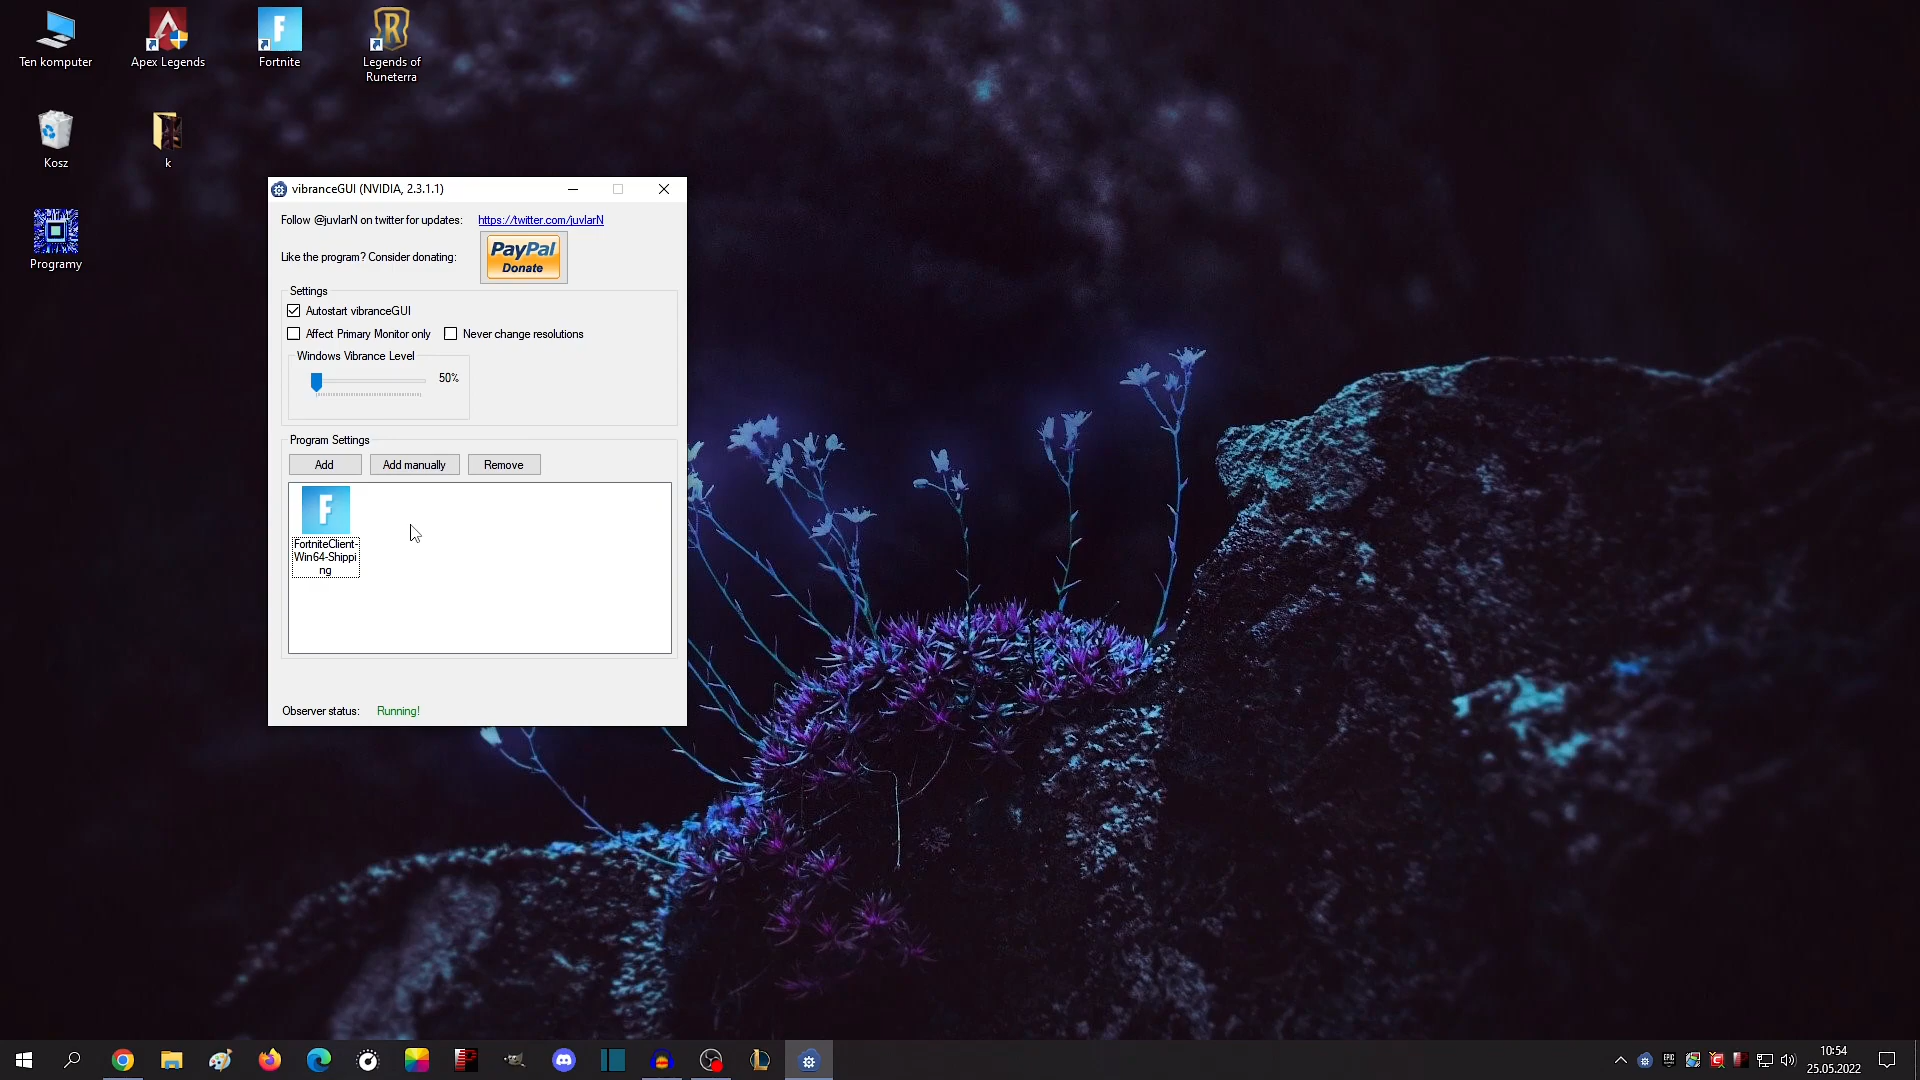 Ten komputer
Apex Legends
Fortnite
Legends of
Runeterra
Kosz
k
Programy
vibranceGUI (NVIDIA, 2.3.1.1)
Follow @juvlarN on twitter for updates: https://twitter.com/juvlarN
Like the program? Consider donating:
PayPal
Donate
Settings
Autostart vibranceGUI
Affect Primary Monitor only
Never change resolutions
Windows Vibrance Level
50%
Program Settings
Add
Add manually
Remove
F
FortniteClient-
Win64-Shippi
ng
Observer status: Running!
EPIC
10:54
25.05.2022